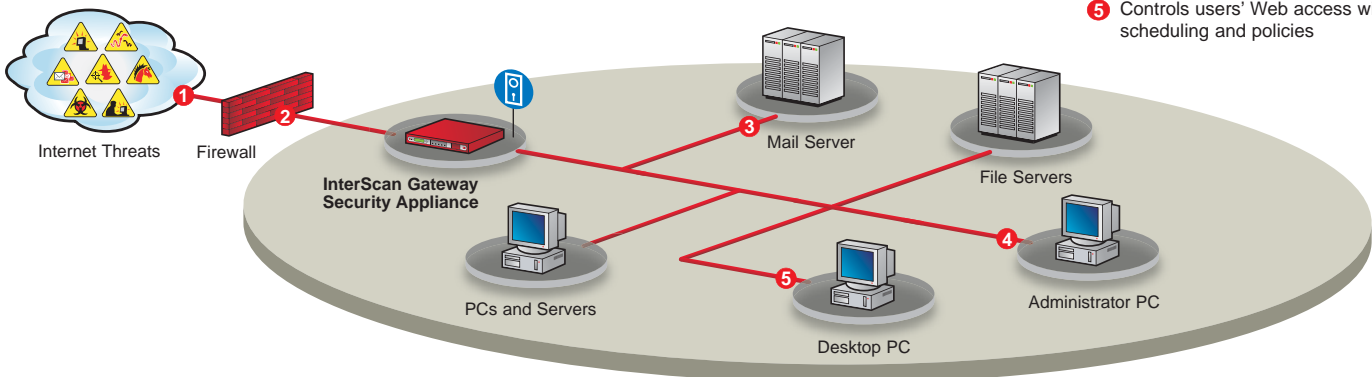 5 Controls users' Web access w
scheduling and policies
1
2
3
4
5
Internet Threats
Firewall
InterScan Gateway
Security Appliance
Mail Server
File Servers
PCs and Servers
Administrator PC
Desktop PC